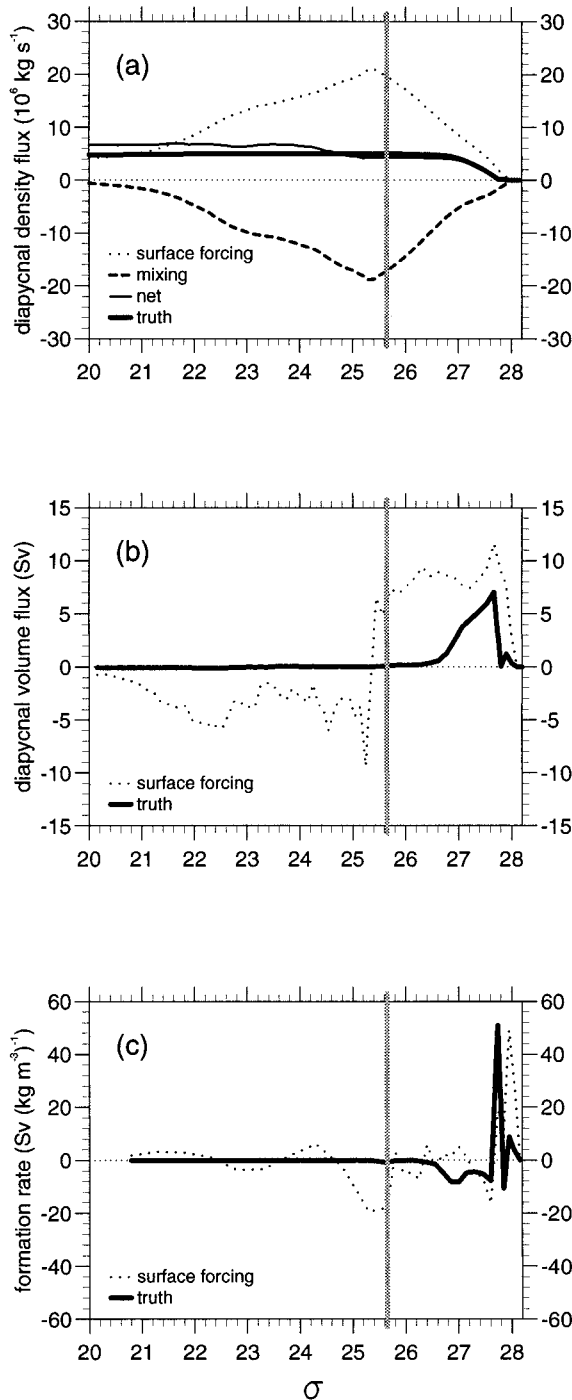 30
30
(a)
20
20
10
10
0
0
-10
-10
-20
-20
-30
-30
diapycnal density flux (10⁶ kg s⁻¹)
surface forcing
mixing
net
truth
20 21 22 23 24 25 26 27 28
15
15
(b)
10
10
5
5
0
0
-5
-5
-10
-10
-15
-15
diapycnal volume flux (Sv)
surface forcing
truth
20 21 22 23 24 25 26 27 28
60
60
(c)
40
40
20
20
0
0
-20
-20
-40
-40
-60
-60
formation rate (Sv (kg m⁻³)⁻¹)
surface forcing
truth
20 21 22 23 24 25 26 27 28
σ